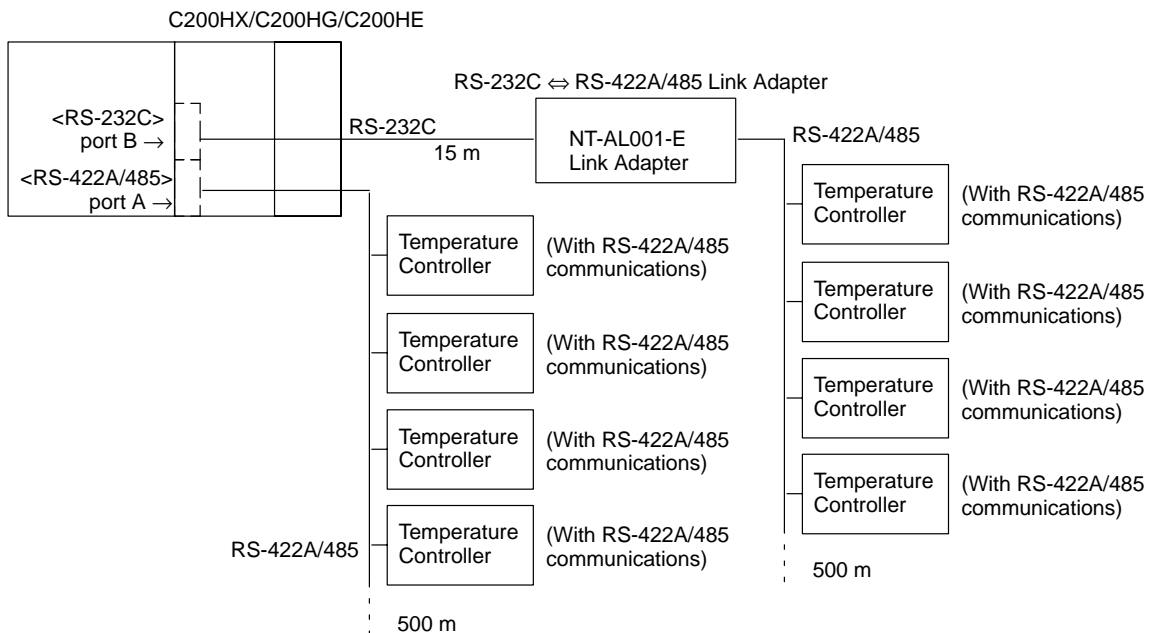 C200HX/C200HG/C200HE
RS-232C ⇔ RS-422A/485 Link Adapter
<RS-232C>
port B →
RS-232C
15 m
NT-AL001-E
Link Adapter
RS-422A/485
<RS-422A/485>
port A →
Temperature
Controller
(With RS-422A/485
communications)
Temperature
Controller
(With RS-422A/485
communications)
Temperature
Controller
(With RS-422A/485
communications)
Temperature
Controller
(With RS-422A/485
communications)
RS-422A/485
500 m
Temperature
Controller
(With RS-422A/485
communications)
Temperature
Controller
(With RS-422A/485
communications)
Temperature
Controller
(With RS-422A/485
communications)
Temperature
Controller
(With RS-422A/485
communications)
500 m